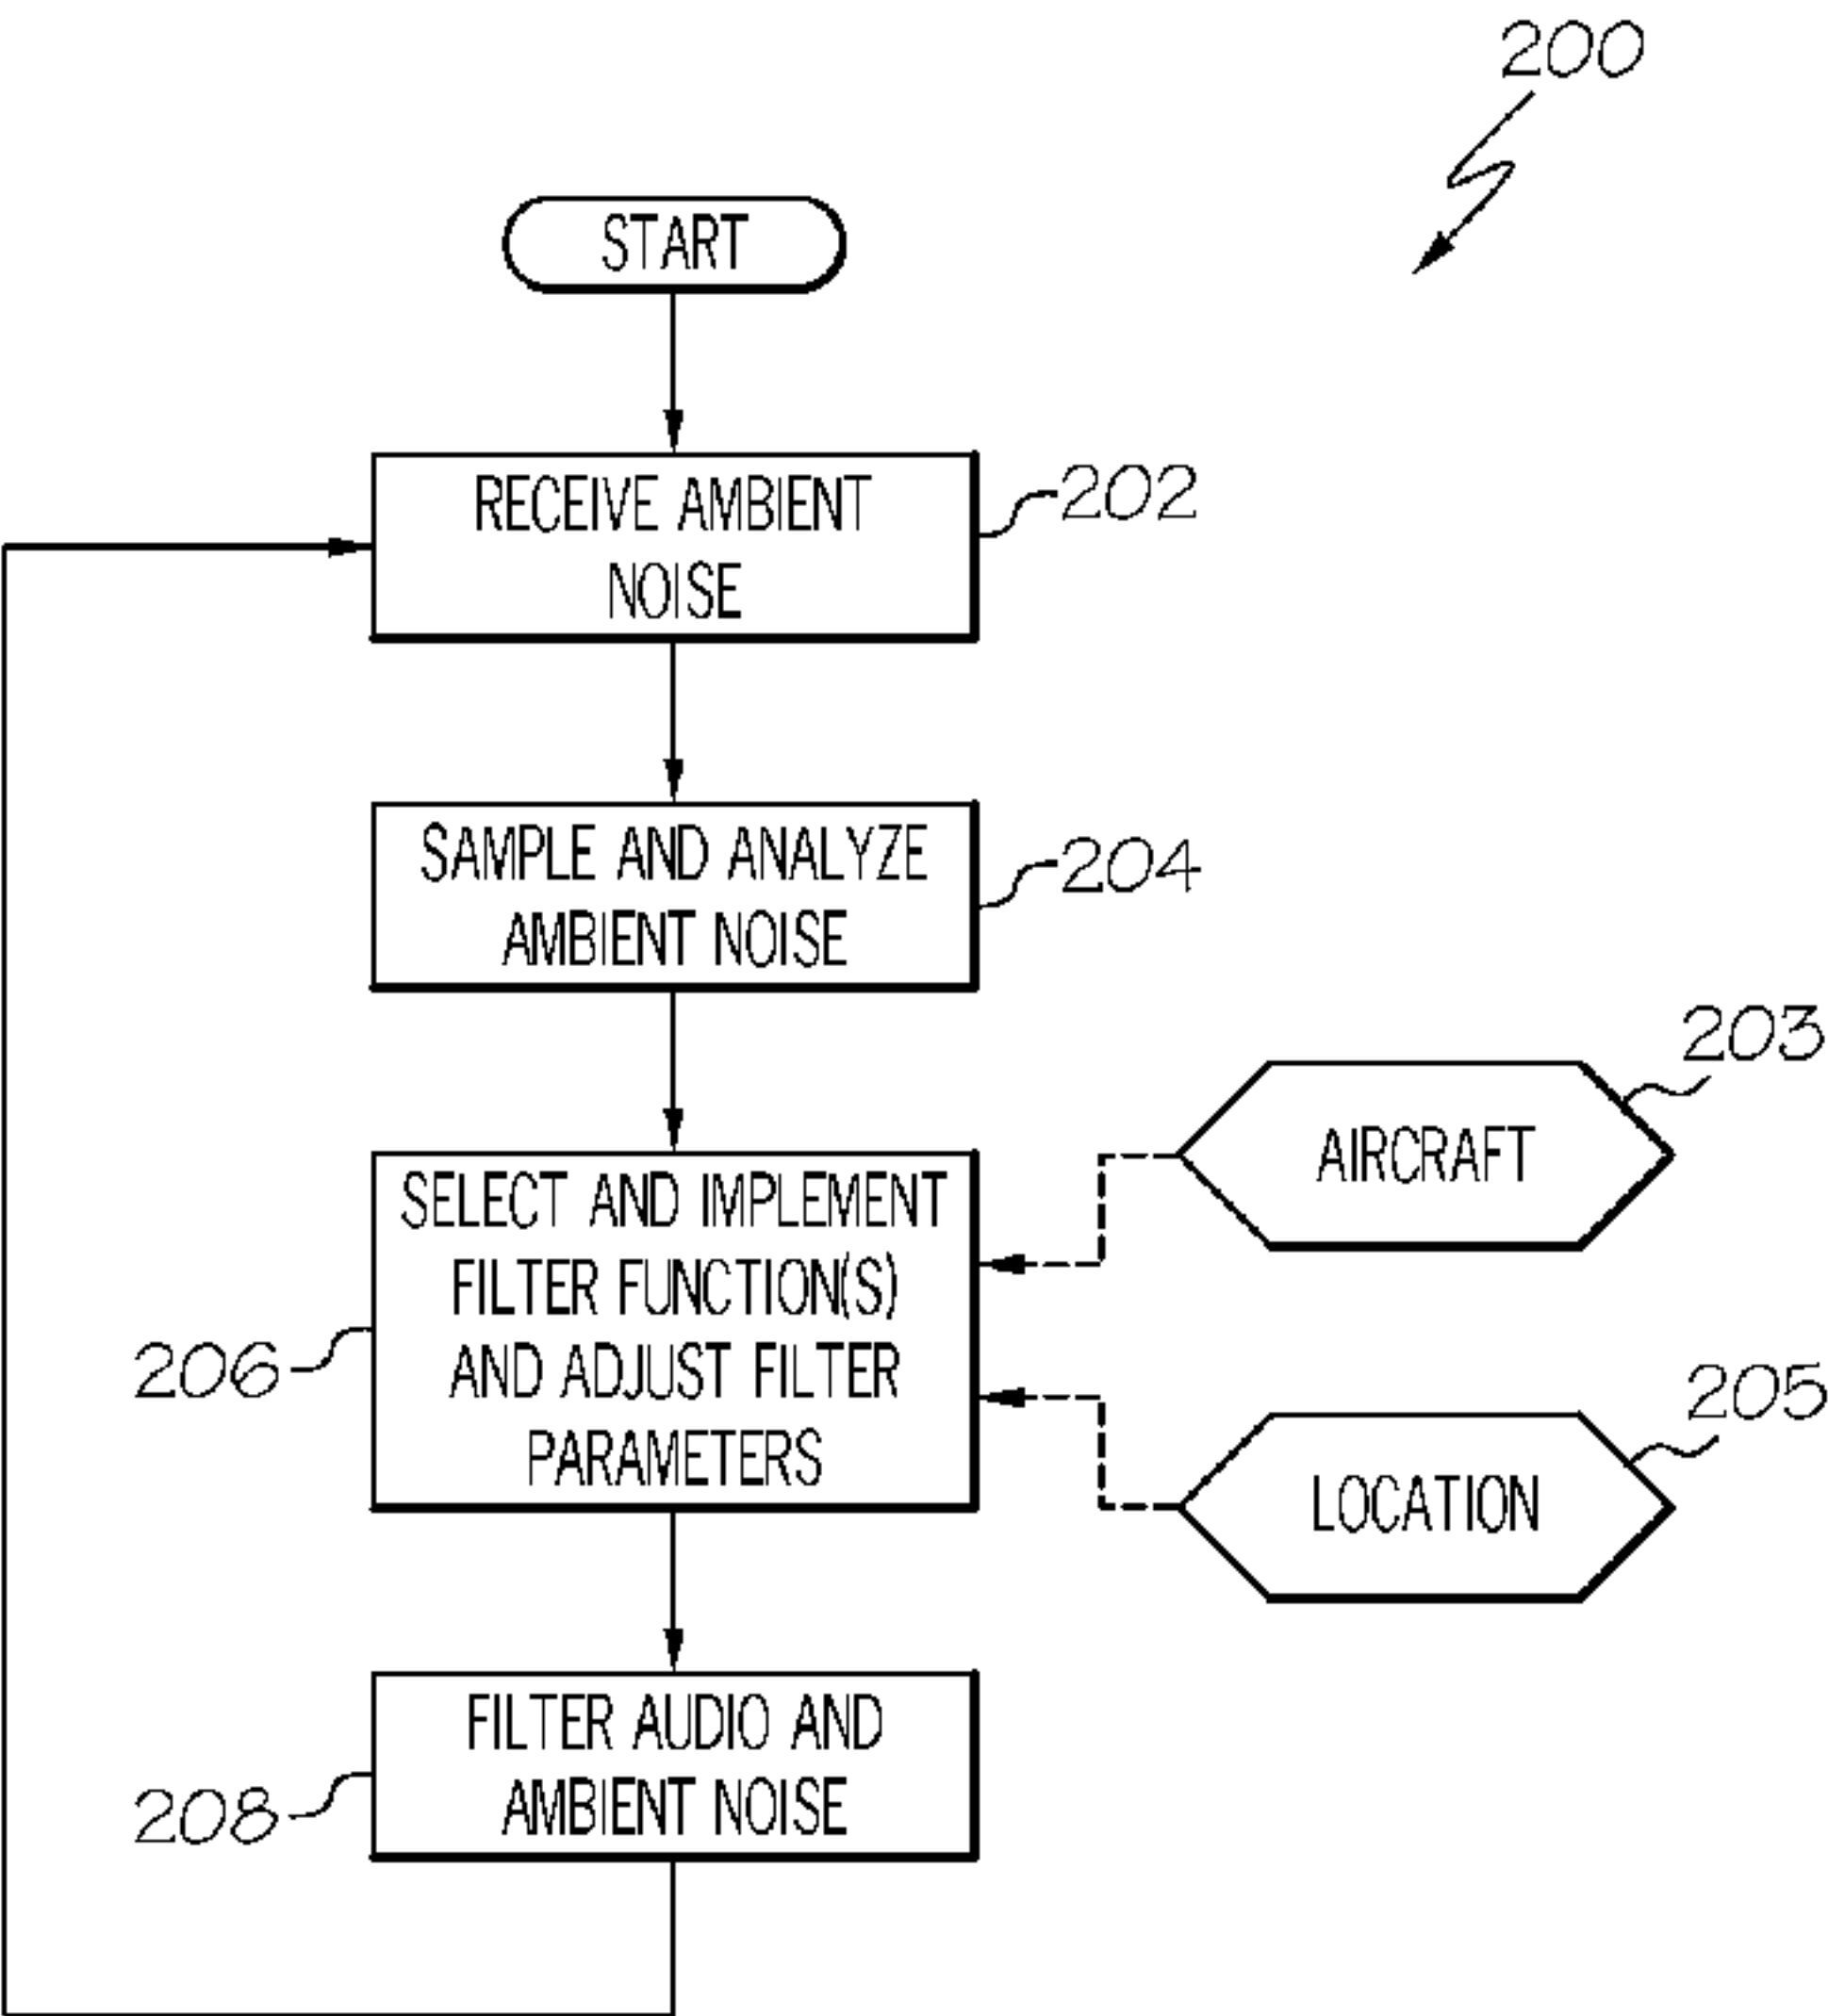 200
START
RECEIVE AMBIENT
NOISE
202
SAMPLE AND ANALYZE
AMBIENT NOISE
204
203
AIRCRAFT
SELECT AND IMPLEMENT
FILTER FUNCTION(S)
AND ADJUST FILTER
PARAMETERS
206
205
LOCATION
FILTER AUDIO AND
AMBIENT NOISE
208